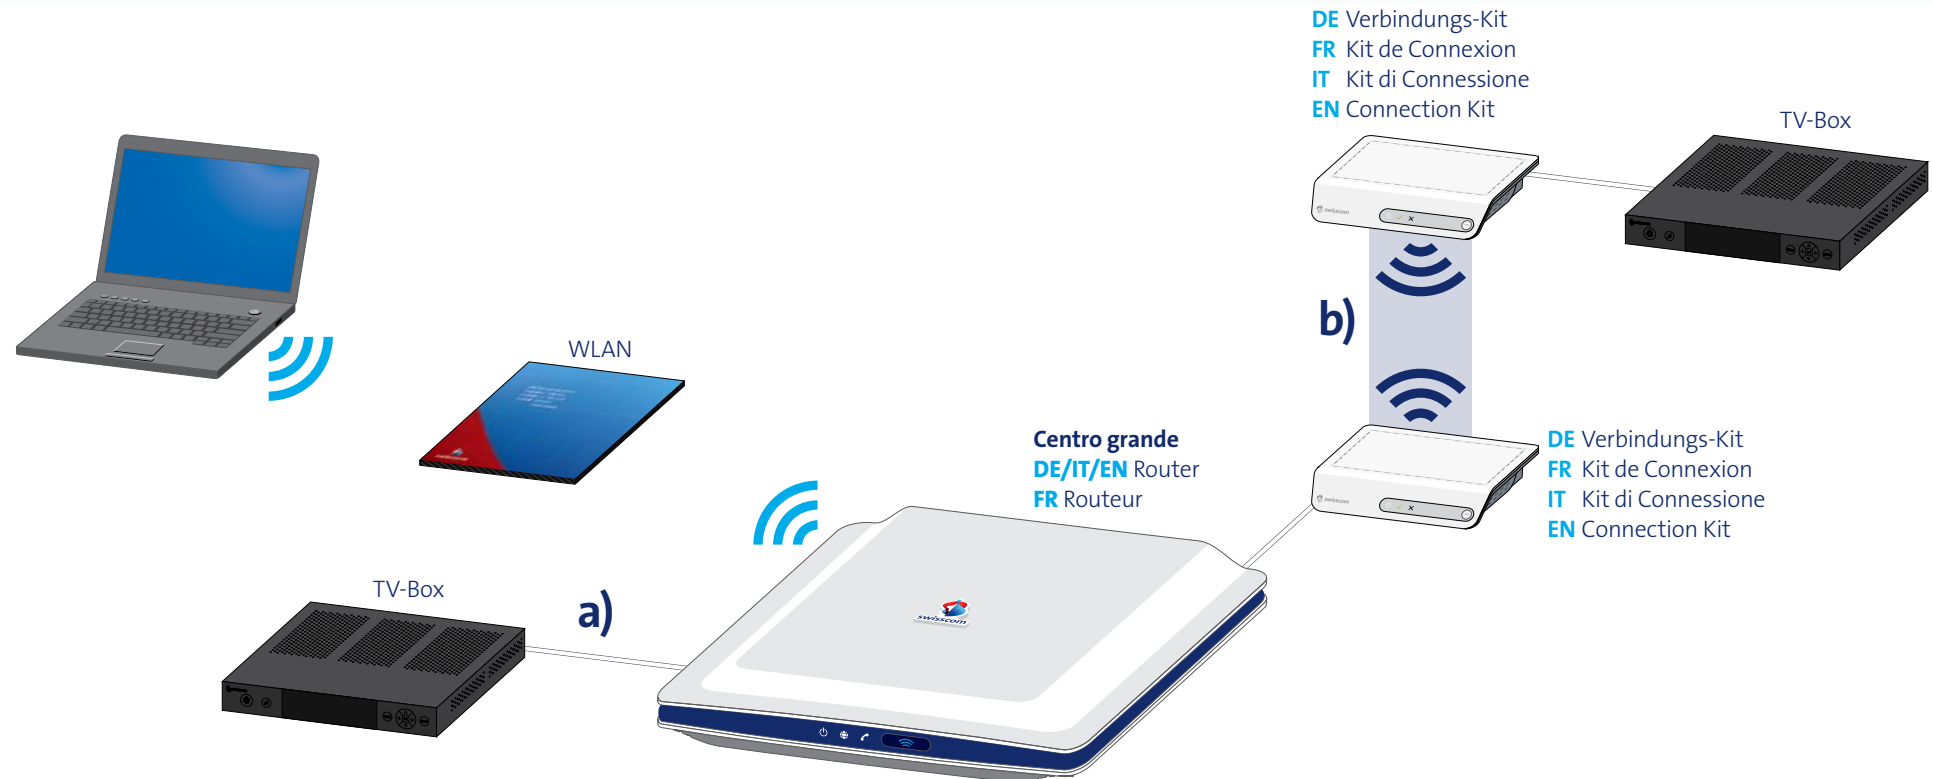 DE Verbindungs-Kit
FR Kit de Connexion
IT Kit di Connessione
EN Connection Kit
TV-Box
swisscom
b)
WLAN
Centro grande
DE/IT/EN Router
FR Routeur
DE Verbindungs-Kit
FR Kit de Connexion
IT Kit di Connessione
EN Connection Kit
swisscom
TV-Box
a)
swisscom